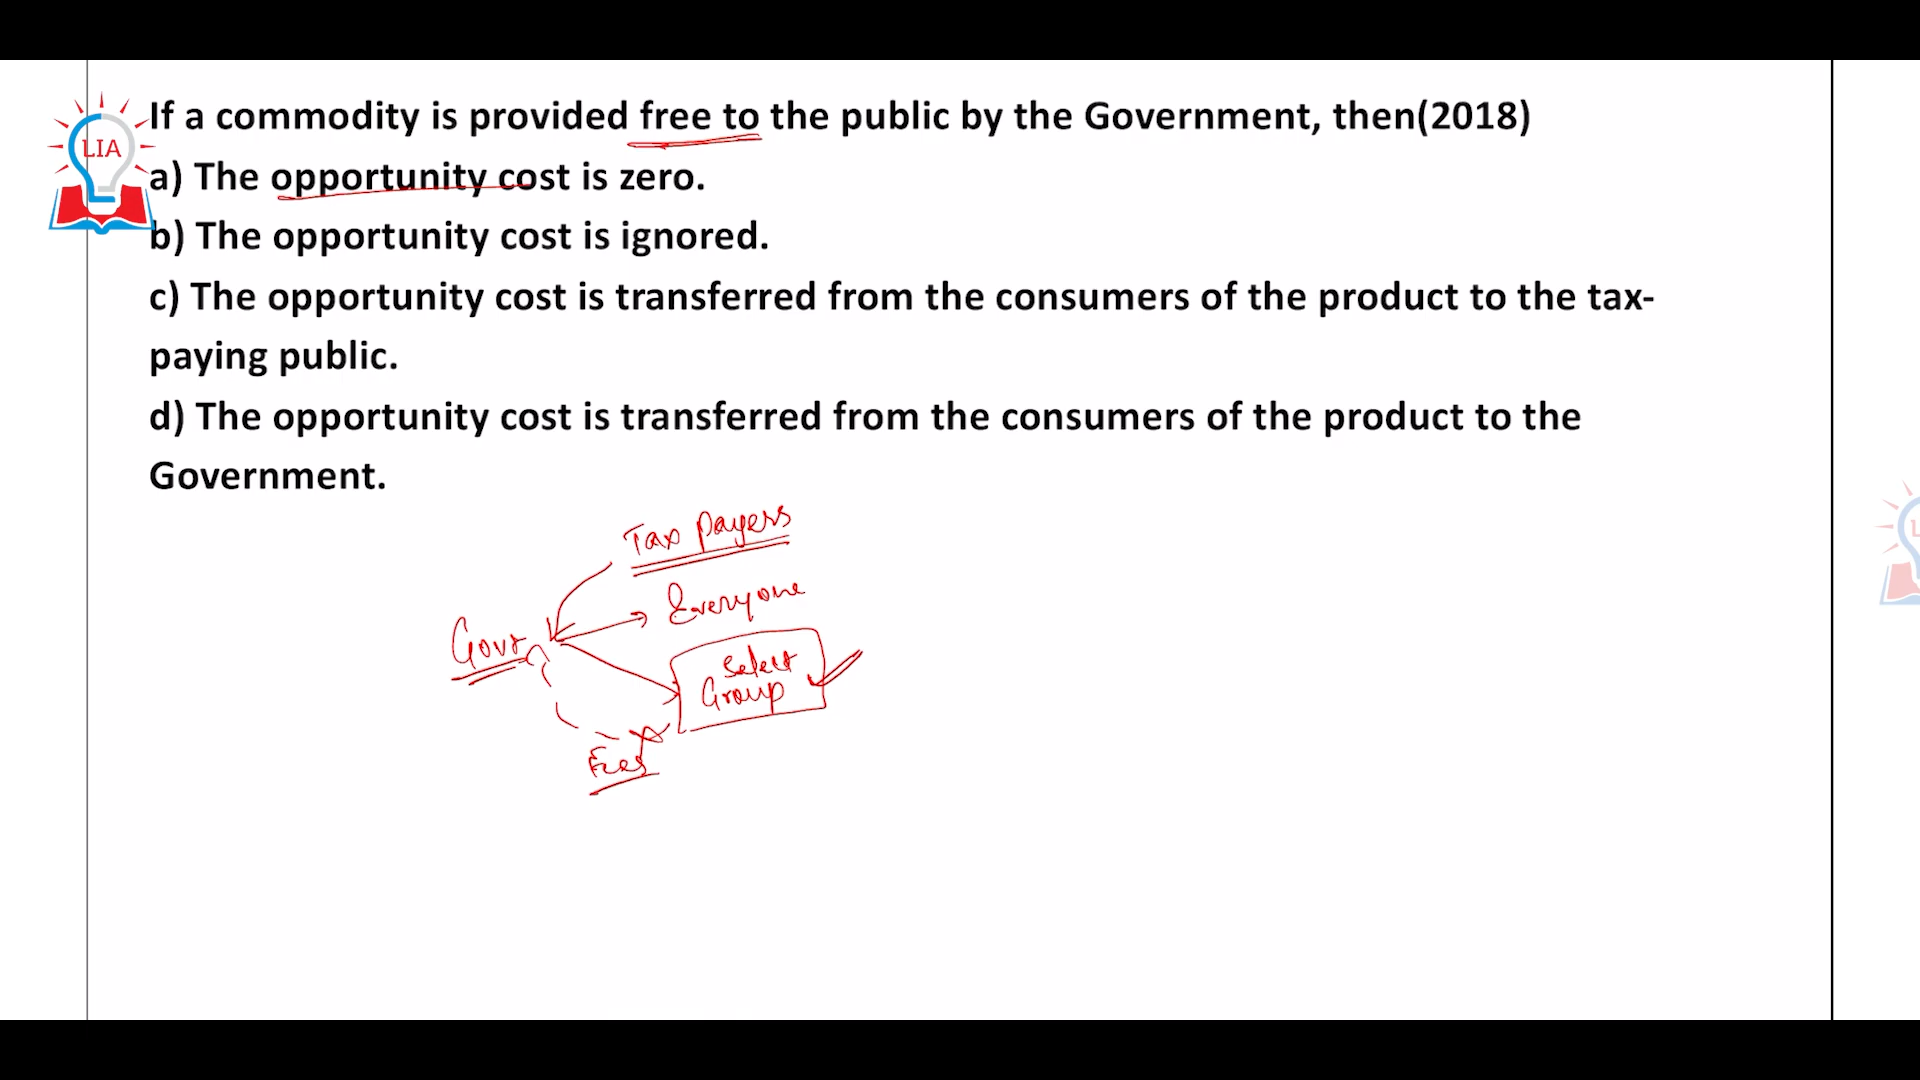 If a commodity is provided free to the public by the Government, then(2018)
LIA
a) The opportunity cost is zero.
b) The opportunity cost is ignored.
c) The opportunity cost is transferred from the consumers of the product to the tax-
paying public.
d) The opportunity cost is transferred from the consumers of the product to the
Government.
Tax Payers
Everyone
Govt
Select
Group